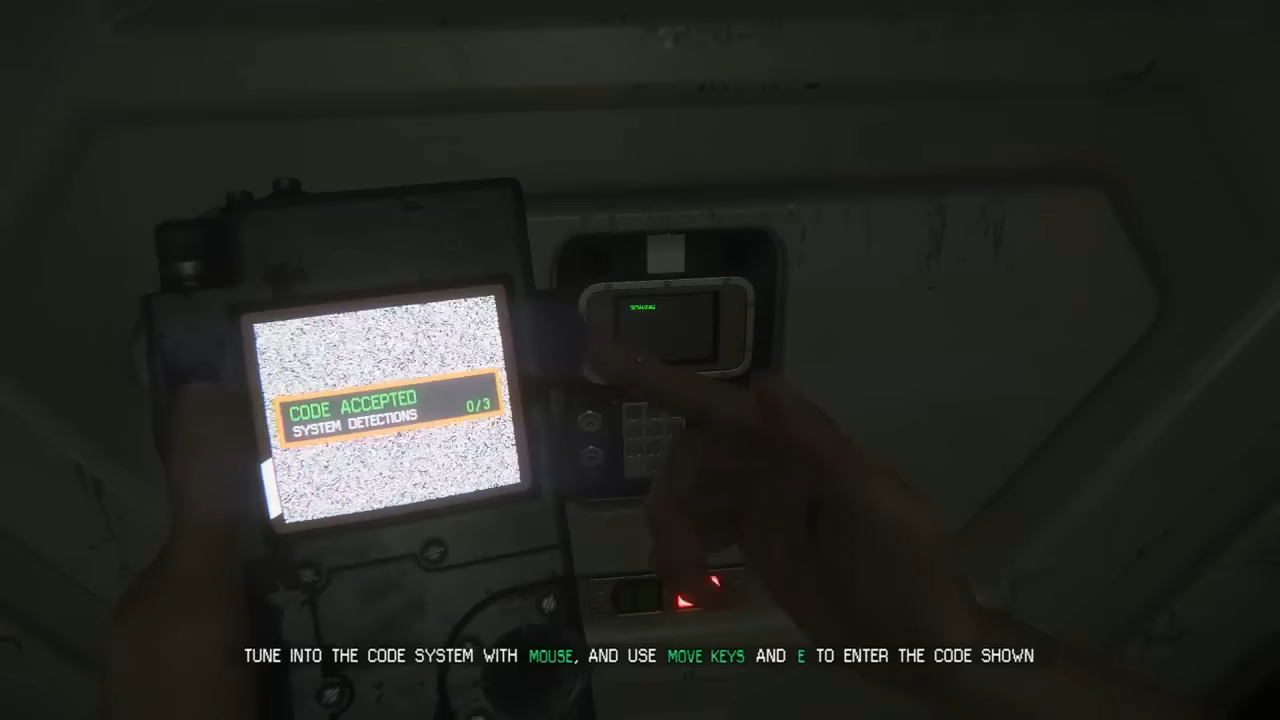 CODE ACCEPTED
SYSTEM DETECTIONS 0/3
TUNE INTO THE CODE SYSTEM WITH MOUSE, AND USE MOVE KEYS AND E TO ENTER THE CODE SHOWN